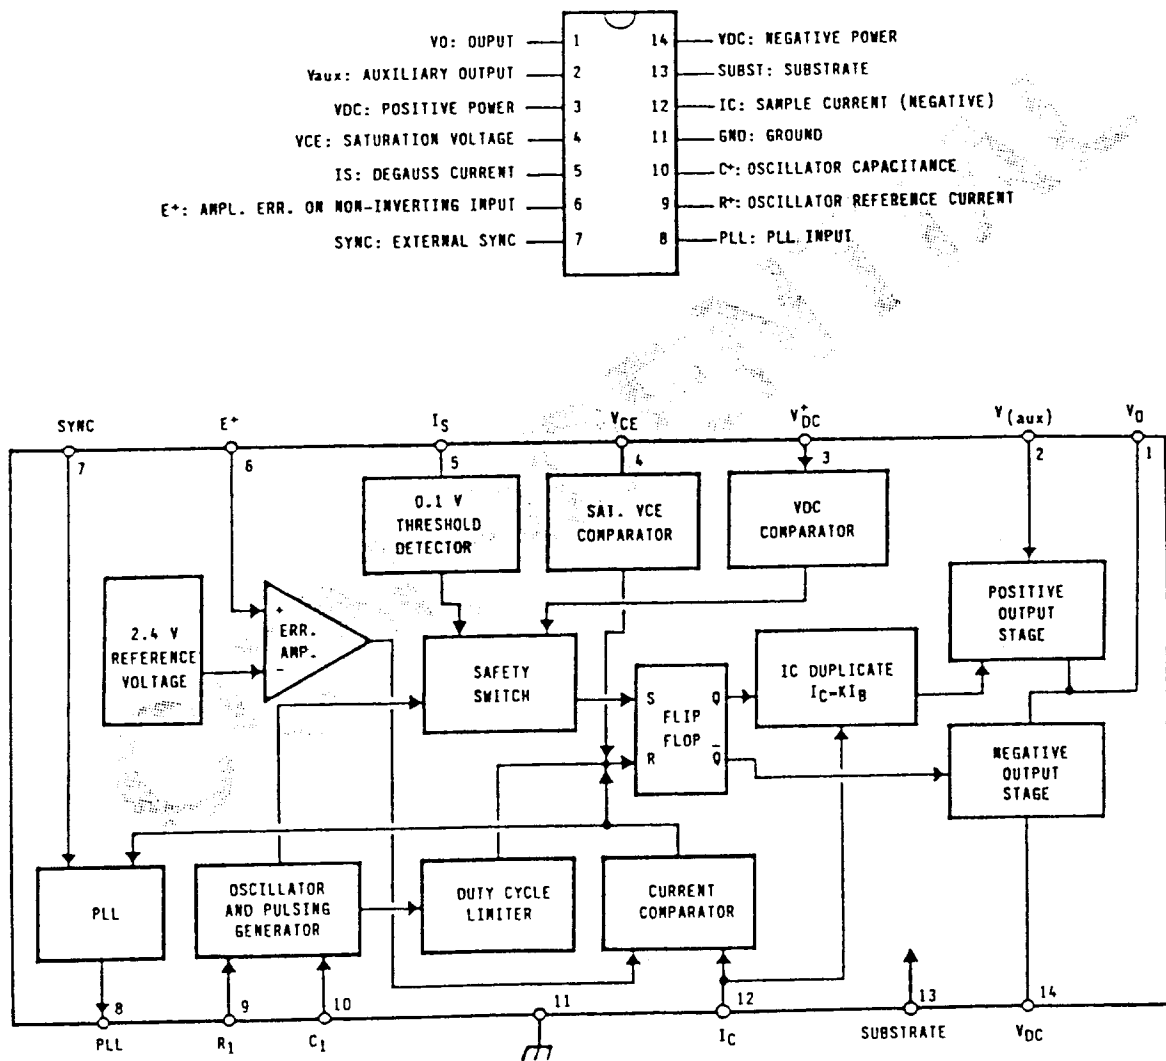 VO: OUPUT 1 14 VDC: NEGATIVE POWER
Vaux: AUXILIARY OUTPUT 2 13 SUBST: SUBSTRATE
VDC: POSITIVE POWER 3 12 IC: SAMPLE CURRENT (NEGATIVE)
VCE: SATURATION VOLTAGE 4 11 GND: GROUND
IS: DEGAUSS CURRENT 5 10 C+: OSCILLATOR CAPACITANCE
E+: AMPL. ERR. ON NON-INVERTING INPUT 6 9 R+: OSCILLATOR REFERENCE CURRENT
SYNC: EXTERNAL SYNC 7 8 PLL: PLL INPUT
SYNC E+ IS VCE V+DC V(aux) VO
7 6 5 4 3 2 1
0.1 V
THRESHOLD
DETECTOR
SAT. VCE
COMPARATOR
VDC
COMPARATOR
2.4 V
REFERENCE
VOLTAGE
+
ERR.
AMP.
-
SAFETY
SWITCH
S Q
FLIP
FLOP
R Q̅
IC DUPLICATE
IC-KIB
POSITIVE
OUTPUT
STAGE
NEGATIVE
OUTPUT
STAGE
PLL
OSCILLATOR
AND PULSING
GENERATOR
DUTY CYCLE
LIMITER
CURRENT
COMPARATOR
8 9 10 11 12 13 14
PLL R1 C1 IC SUBSTRATE VDC